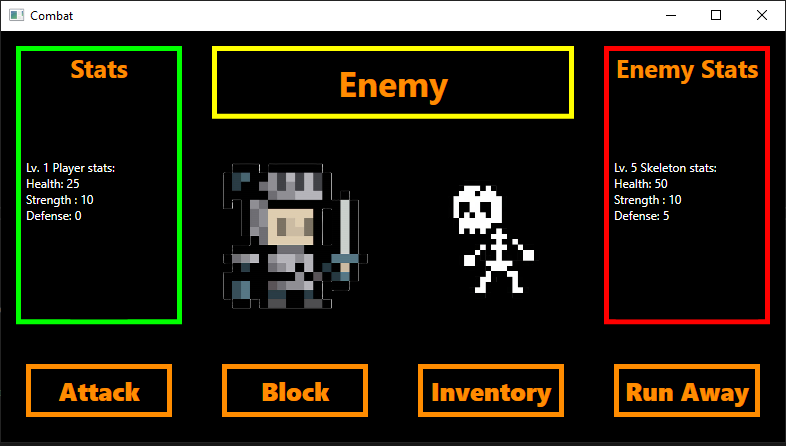 Combat
Stats
Enemy
Enemy Stats
Lv. 1 Player stats:
Health: 25
Strength : 10
Defense: 0
Lv. 5 Skeleton stats:
Health: 50
Strength : 10
Defense: 5
Attack
Block
Inventory
Run Away